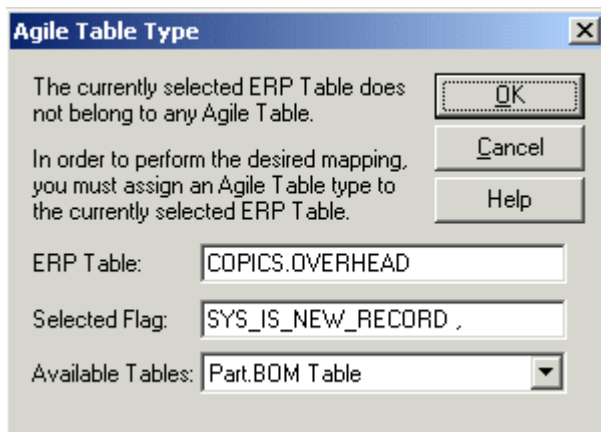 Agile Table Type
The currently selected ERP Table does
not belong to any Agile Table.
OK
Cancel
In order to perform the desired mapping,
you must assign an Agile Table type to
the currently selected ERP Table.
Help
ERP Table: COPICS.OVERHEAD
Selected Flag: SYS_IS_NEW_RECORD ,
Available Tables: Part.BOM Table